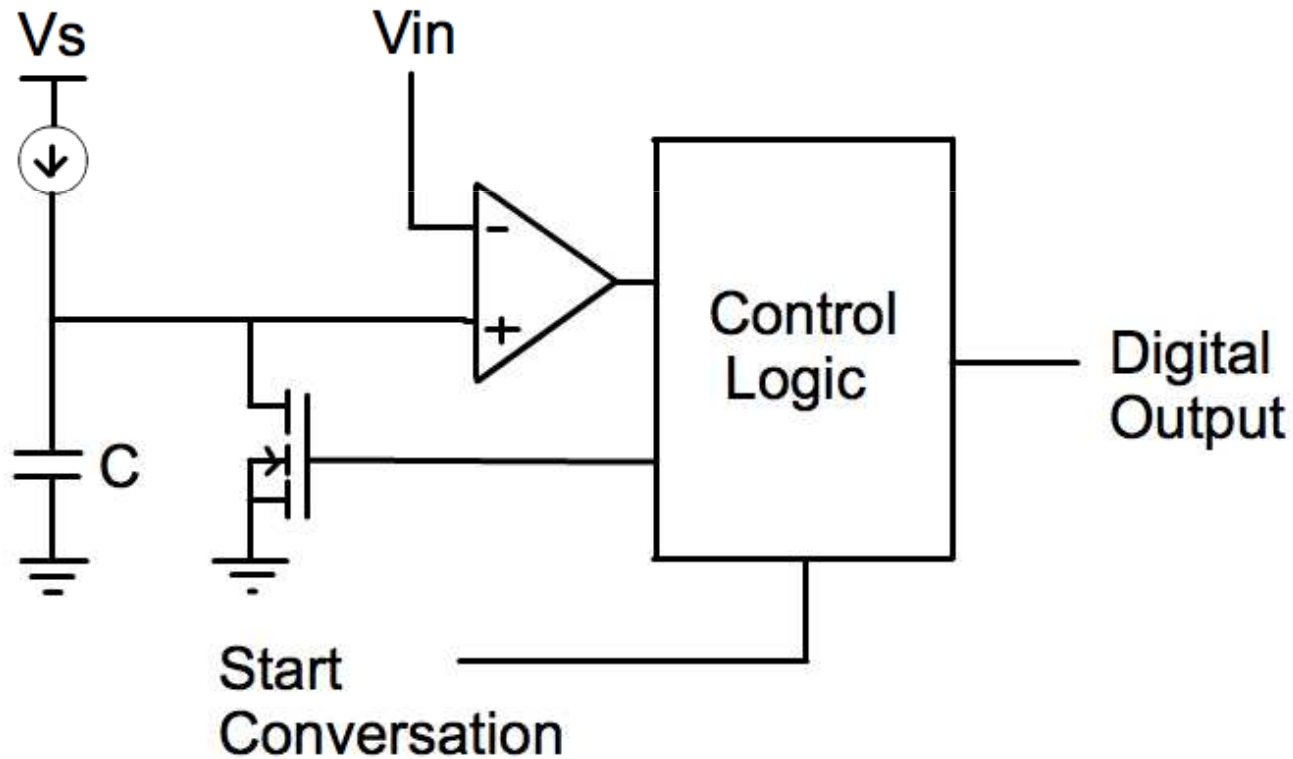 Vs
Vin
-
+
Control
Logic
Digital
Output
C
Start
Conversation